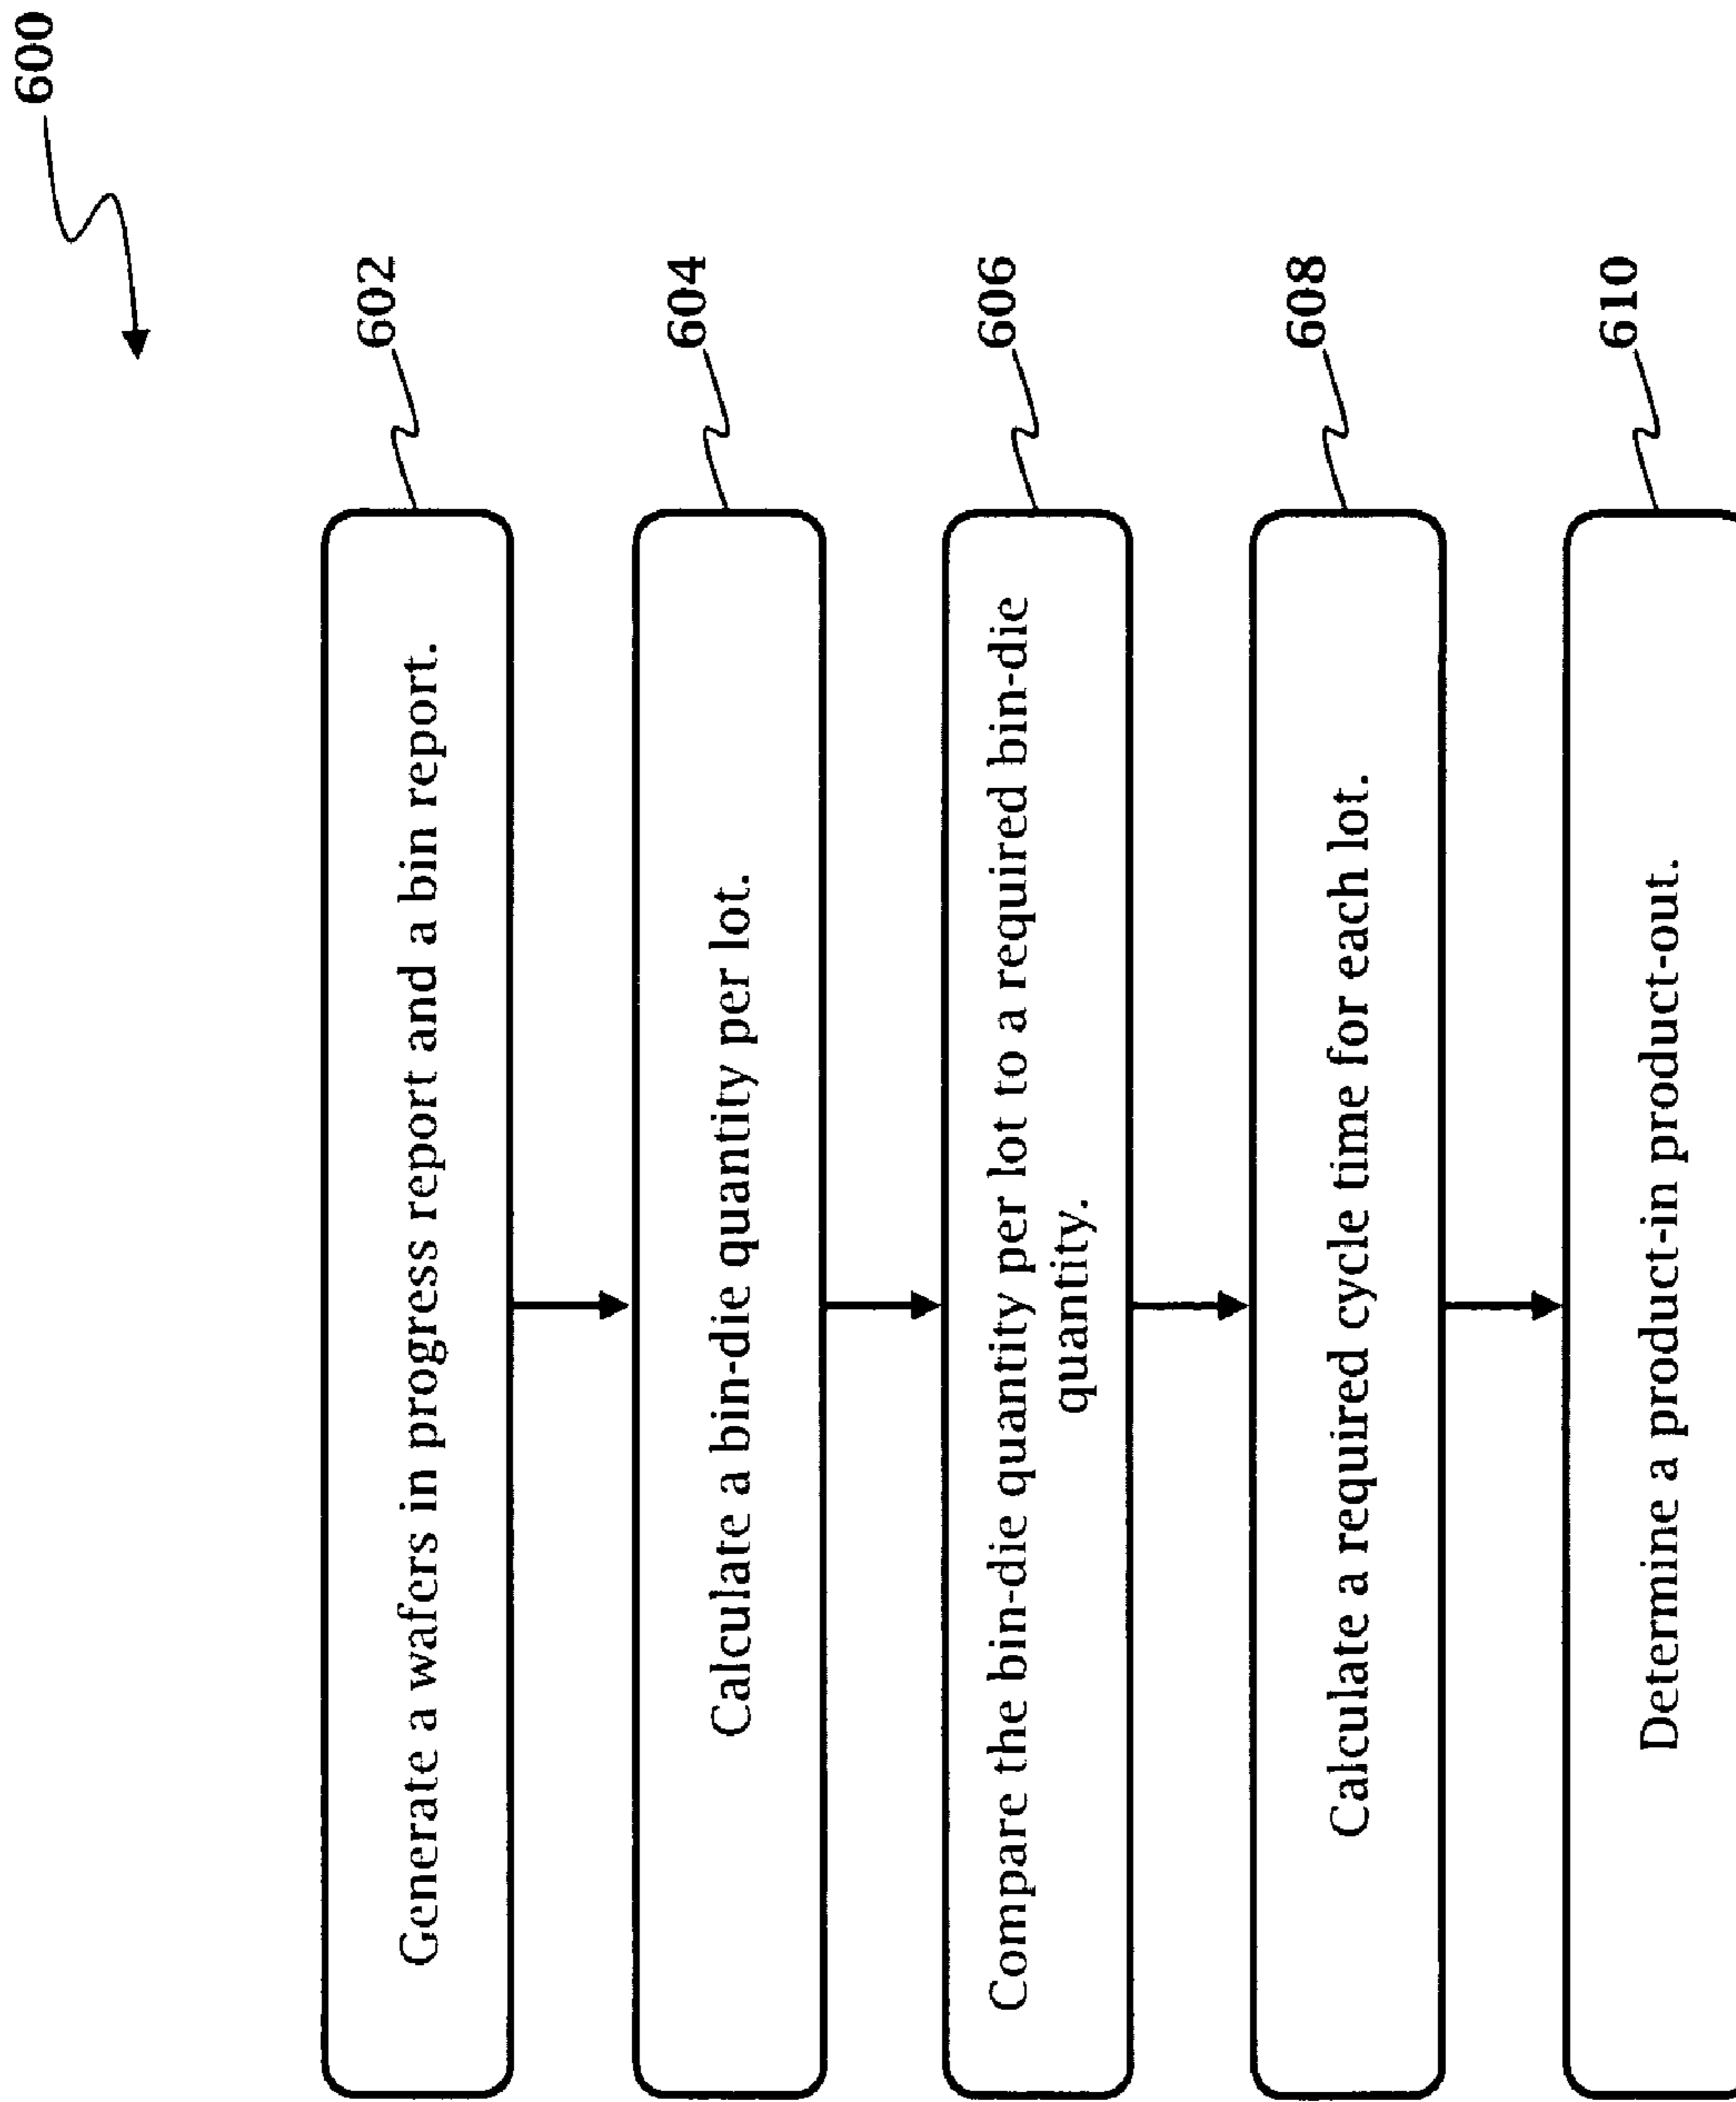 600
602
Generate a wafers in progress report and a bin report.
604
Calculate a bin-die quantity per lot.
606
Compare the bin-die quantity per lot to a required bin-die
quantity.
608
Calculate a required cycle time for each lot.
610
Determine a product-in product-out.